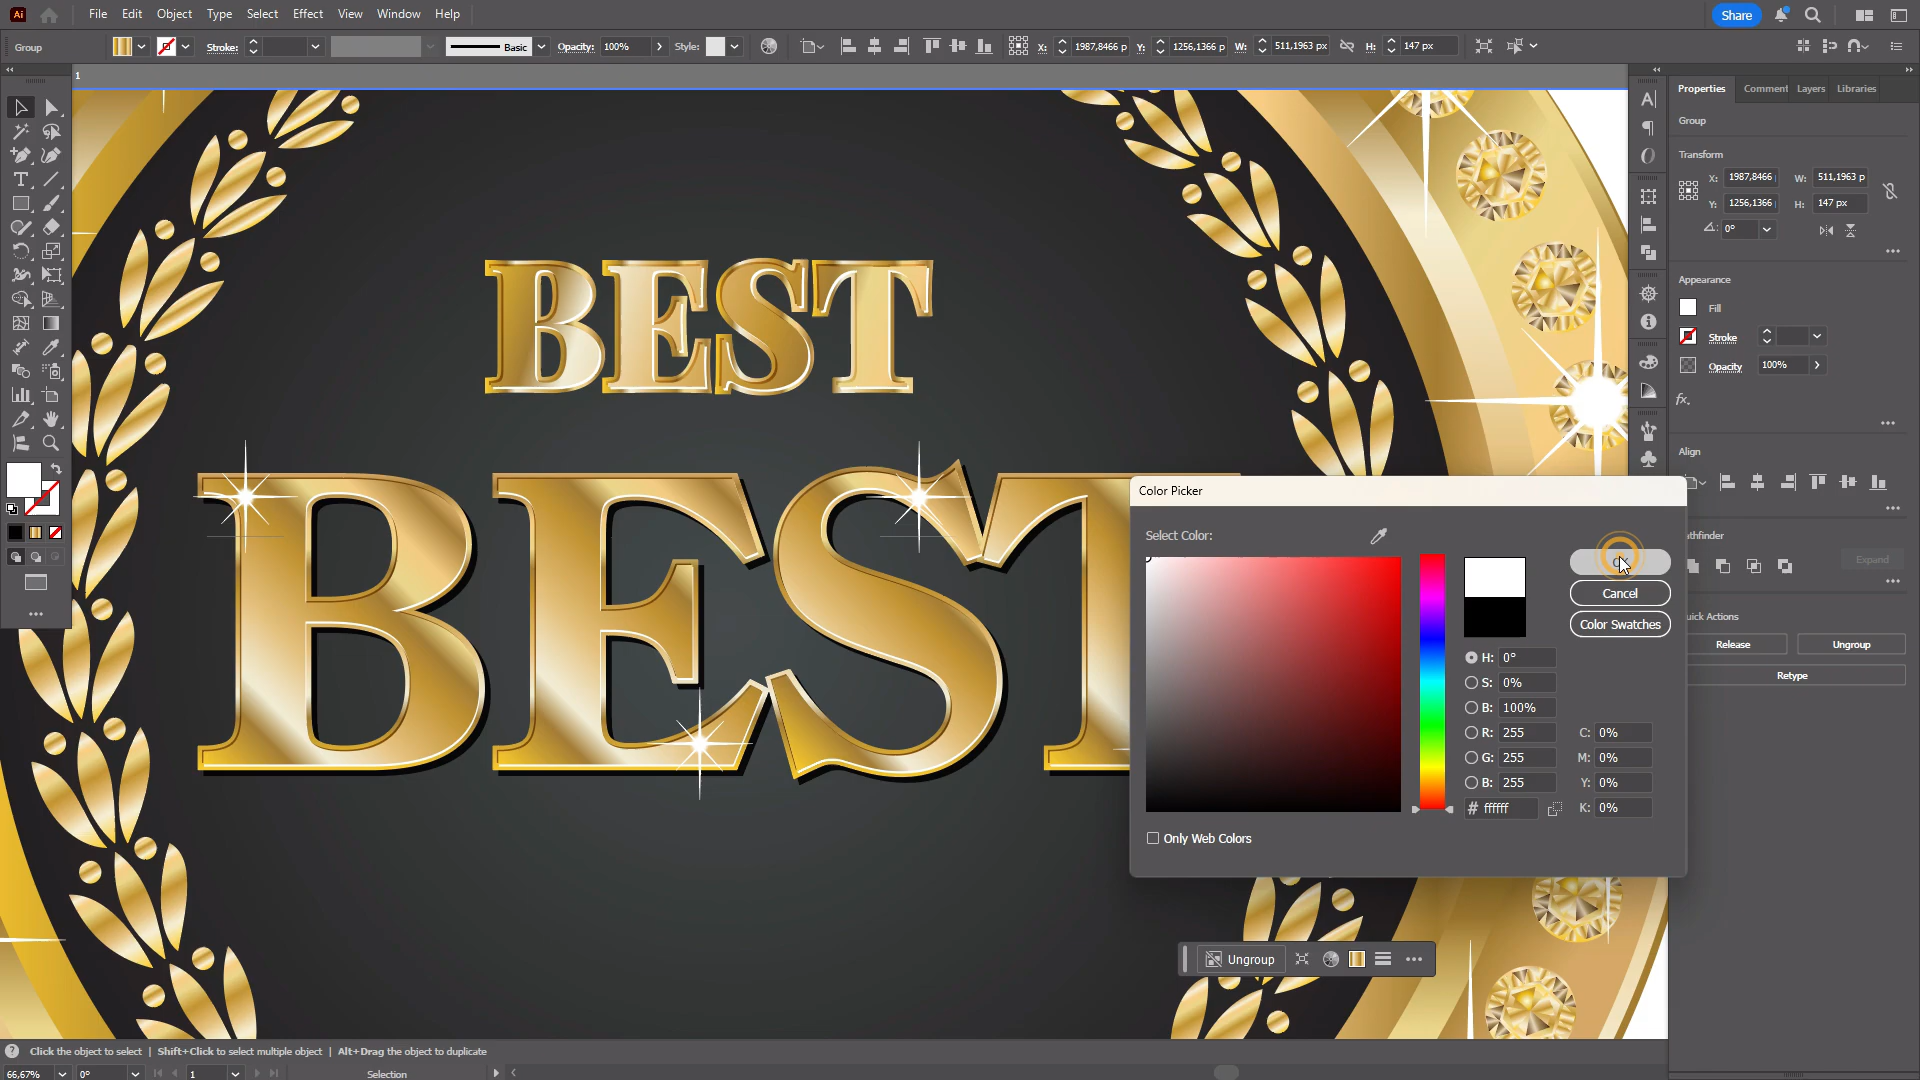 Ai File Edit Object Type Select Effect View Window Help Share
Group Stroke: Basic Opacity: 100% Style: X: 1987,8466 p Y: 1256,1366 p W: 511,1963 px H: 147 px
1
Properties Comment Layers Libraries
Group
Transform
X: 1987,8466 W: 511,1963 p
Y: 1256,1366 H: 147 px
0°
Appearance
Fill
Stroke
Opacity 100%
fx.
Align
BEST
BEST
Color Picker
Select Color:
Cancel
Color Swatches
H: 0°
S: 0%
B: 100%
R: 255 C: 0%
G: 255 M: 0%
B: 255 Y: 0%
# ffffff K: 0%
Only Web Colors
athfinder
Expand
uick Actions
Release Ungroup
Retype
Ungroup
Click the object to select | Shift+Click to select multiple object | Alt+Drag the object to duplicate
66,67% 0° 1 Selection